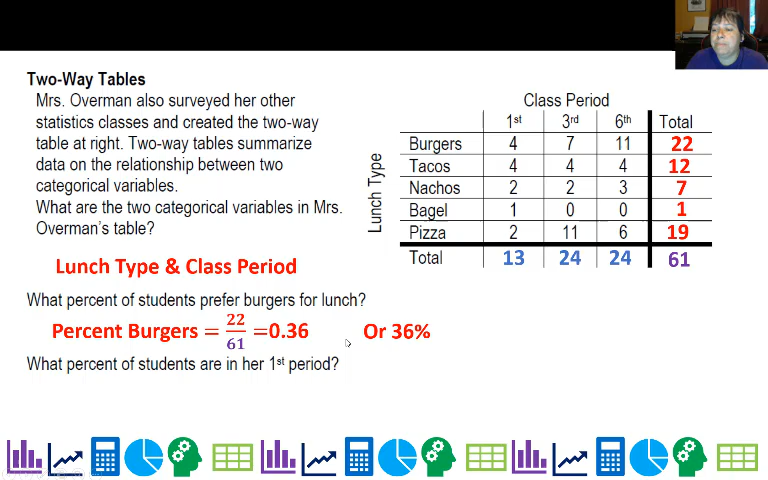 Two-Way Tables
Mrs. Overman also surveyed her other
statistics classes and created the two-way
table at right. Two-way tables summarize
data on the relationship between two
categorical variables.
What are the two categorical variables in Mrs.
Overman's table?
Lunch Type & Class Period
What percent of students prefer burgers for lunch?
Percent Burgers = 22/61 =0.36 Or 36%
What percent of students are in her 1st period?
Class Period
1st 3rd 6th Total
Lunch Type
Burgers 4 7 11 22
Tacos 4 4 4 12
Nachos 2 2 3 7
Bagel 1 0 0 1
Pizza 2 11 6 19
Total 13 24 24 61